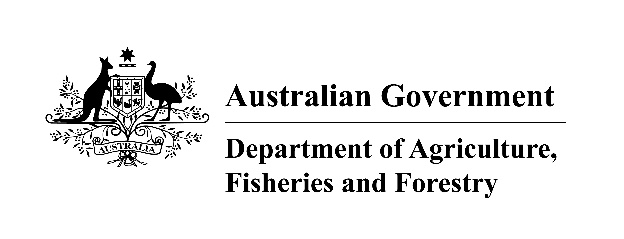 AUSTRALIA
Australian Government
Department of Agriculture,
Fisheries and Forestry